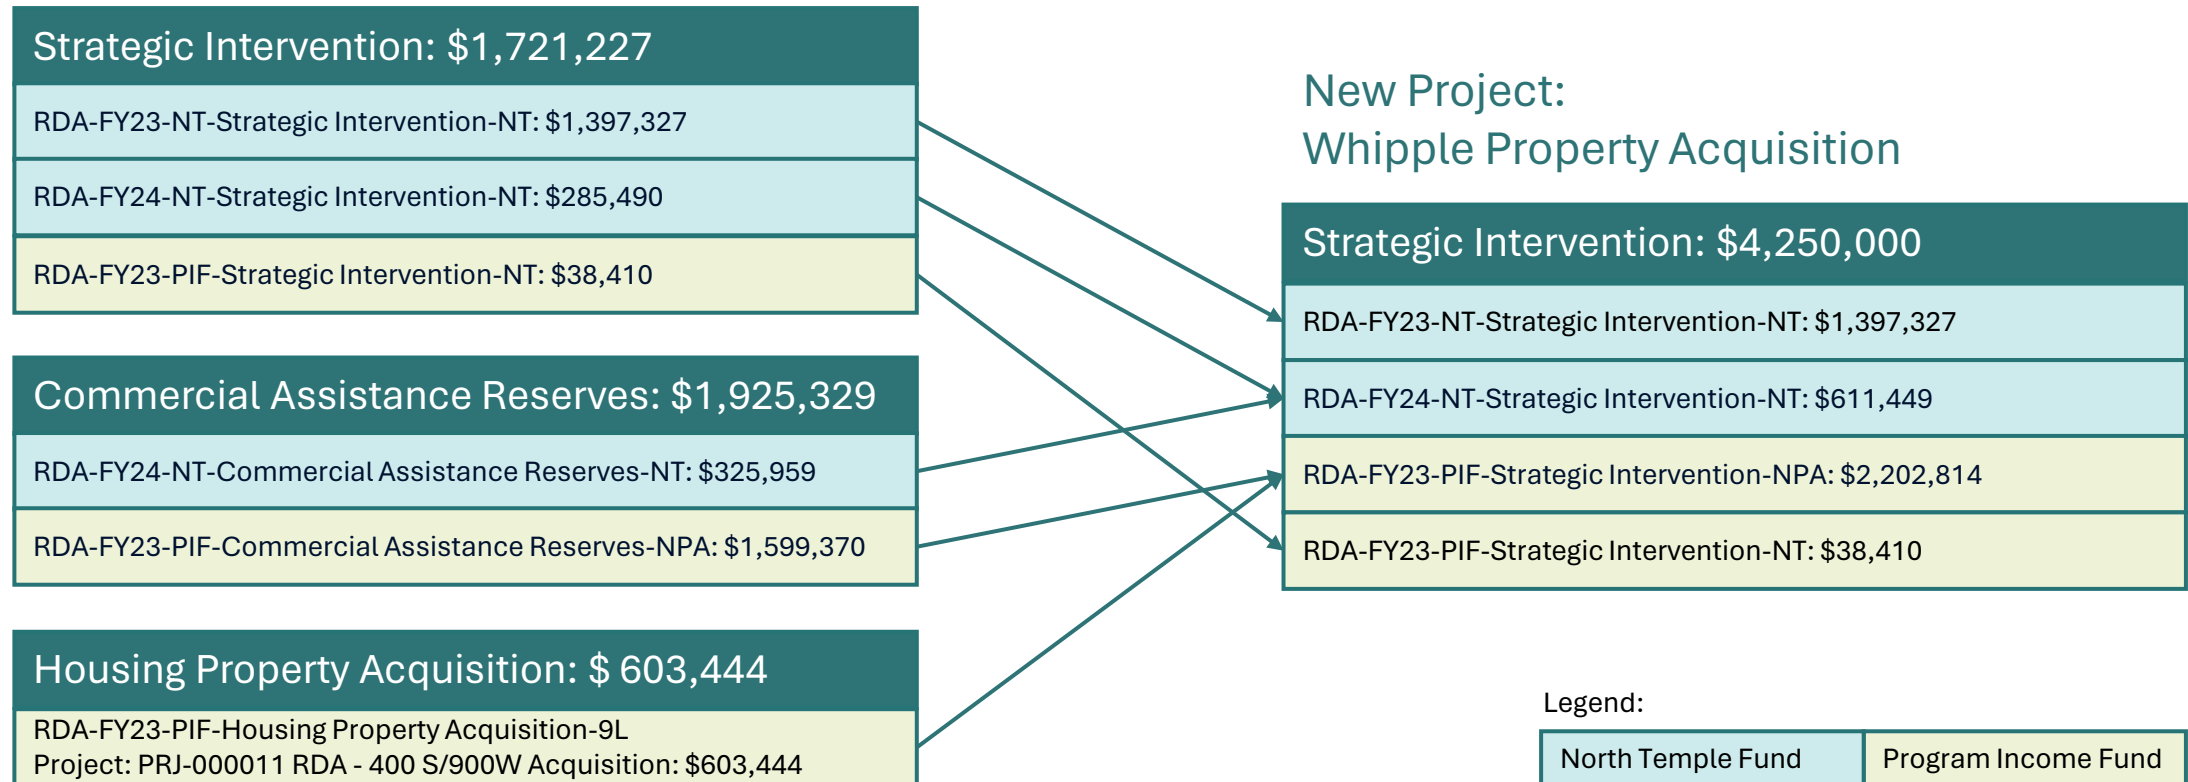 Strategic Intervention: $1,721,227
RDA-FY23-NT-Strategic Intervention-NT: $1,397,327
RDA-FY24-NT-Strategic Intervention-NT: $285,490
RDA-FY23-PIF-Strategic Intervention-NT: $38,410
Commercial Assistance Reserves: $1,925,329
RDA-FY24-NT-Commercial Assistance Reserves-NT: $325,959
RDA-FY23-PIF-Commercial Assistance Reserves-NPA: $1,599,370
Housing Property Acquisition: $ 603,444
RDA-FY23-PIF-Housing Property Acquisition-9L
Project: PRJ-000011 RDA - 400 S/900W Acquisition: $603,444
New Project:
Whipple Property Acquisition
Strategic Intervention: $4,250,000
RDA-FY23-NT-Strategic Intervention-NT: $1,397,327
RDA-FY24-NT-Strategic Intervention-NT: $611,449
RDA-FY23-PIF-Strategic Intervention-NPA: $2,202,814
RDA-FY23-PIF-Strategic Intervention-NT: $38,410
Legend:
North Temple Fund
Program Income Fund